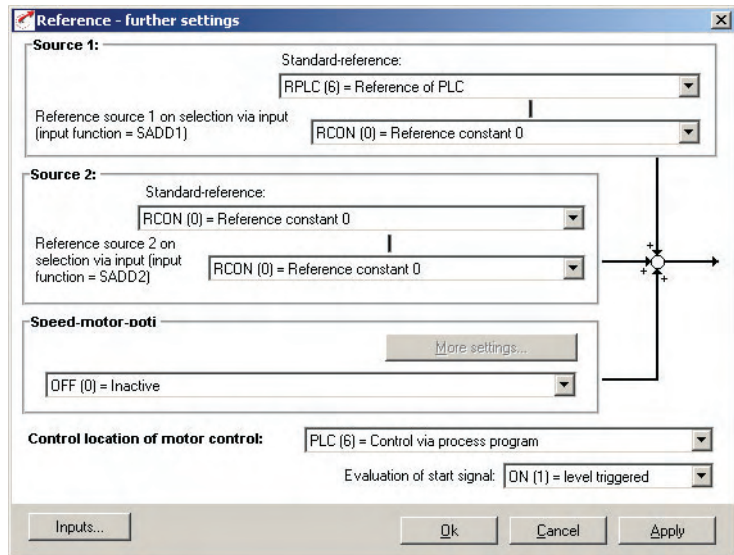 Reference - further settings
Source 1:
Standard-reference:
RPLC (6) = Reference of PLC
Reference source 1 on selection via input
(input function = SADD1)
RCON (0) = Reference constant 0
Source 2:
Standard-reference:
RCON (0) = Reference constant 0
Reference source 2 on
selection via input (input
function = SADD2)
RCON (0) = Reference constant 0
+
+
+
Speed-motor-poti
More settings...
OFF (0) = Inactive
Control location of motor control:
PLC (6) = Control via process program
Evaluation of start signal:
ON (1) = level triggered
Inputs...
Ok
Cancel
Apply